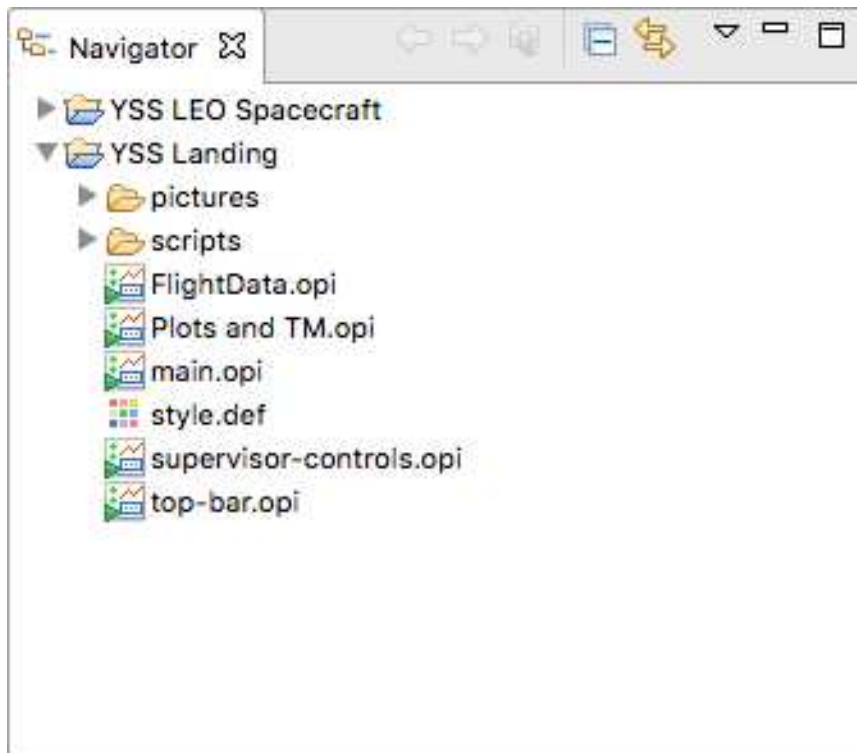 Navigator
YSS LEO Spacecraft
YSS Landing
pictures
scripts
FlightData.opi
Plots and TM.opi
main.opi
style.def
supervisor-controls.opi
top-bar.opi